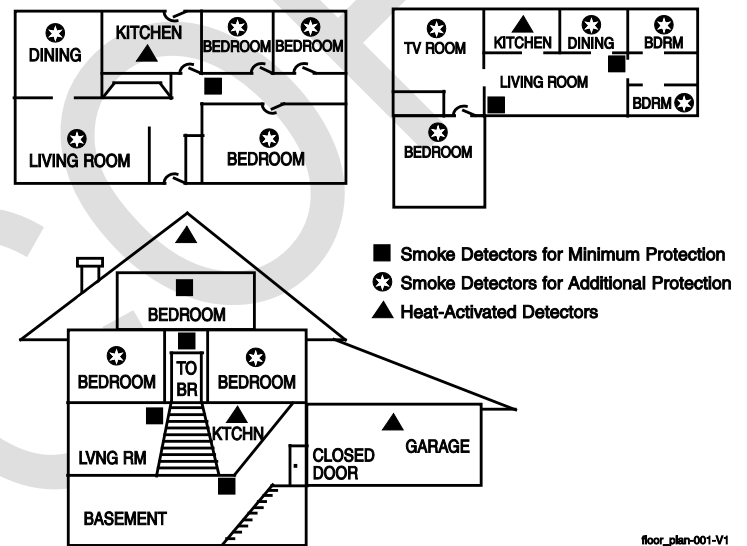 KITCHEN
DINING
BEDROOM
BEDROOM
LIVING ROOM
BEDROOM
TV ROOM
KITCHEN
DINING
BDRM
LIVING ROOM
BDRM
BEDROOM
Smoke Detectors for Minimum Protection
Smoke Detectors for Additional Protection
Heat-Activated Detectors
BEDROOM
BEDROOM
TO
BR
BEDROOM
LVNG RM
KTCHN
CLOSED
DOOR
GARAGE
BASEMENT
floor_plan-001-V1